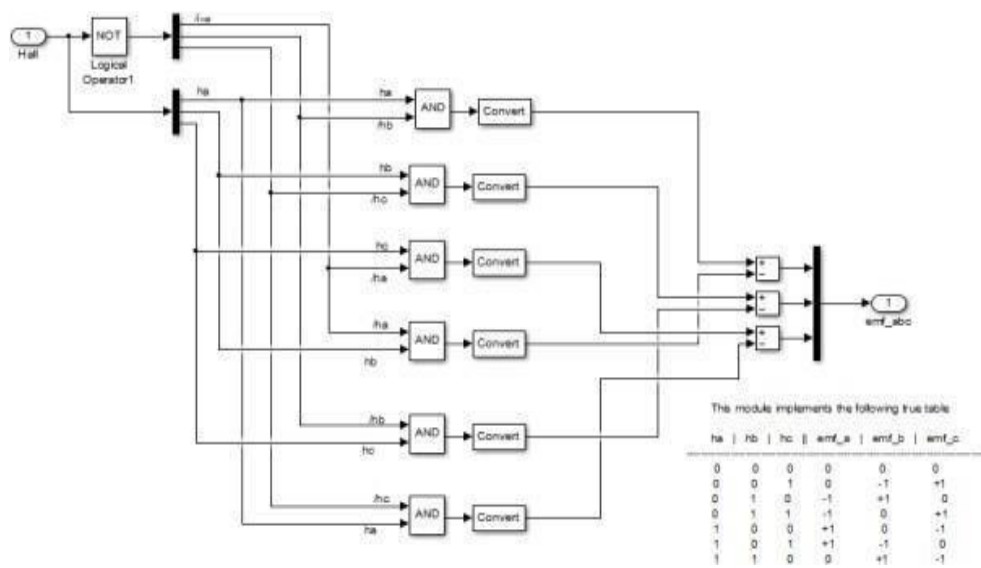 1
Hall
NOT
Logical
Operator1
/ha
ha
ha
/hb
AND
Convert
hb
/hc
AND
Convert
hc
/ha
AND
Convert
/ha
hb
AND
Convert
/hb
hc
AND
Convert
/hc
ha
AND
Convert
+
−
+
−
+
−
1
emf_abc
This module implements the following true table
ha | hb | hc || emf_a | emf_b | emf_c
0 0 0 0 0 0
0 0 1 0 -1 +1
0 1 0 -1 +1 0
0 1 1 -1 0 +1
1 0 0 +1 0 -1
1 0 1 +1 -1 0
1 1 0 0 +1 -1